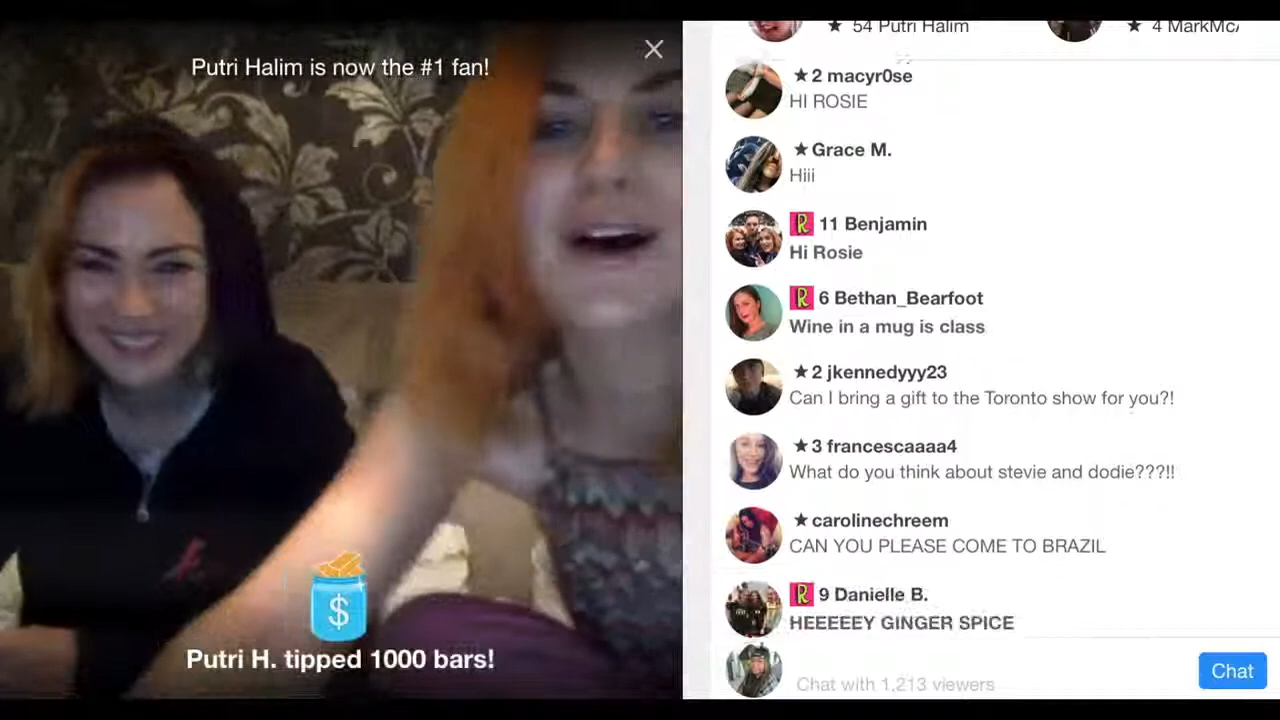 Putri Halim is now the #1 fan!
$
Putri H. tipped 1000 bars!
★ 54 Putri Halim
★ 4 MarkMc
★2 macyr0se
HI ROSIE
★Grace M.
Hiii
R 11 Benjamin
Hi Rosie
R 6 Bethan_Bearfoot
Wine in a mug is class
★2 jkennedyyy23
Can I bring a gift to the Toronto show for you?!
★3 francescaaaa4
What do you think about stevie and dodie???!!
★carolinechreem
CAN YOU PLEASE COME TO BRAZIL
R 9 Danielle B.
HEEEEEY GINGER SPICE
Chat with 1,213 viewers
Chat